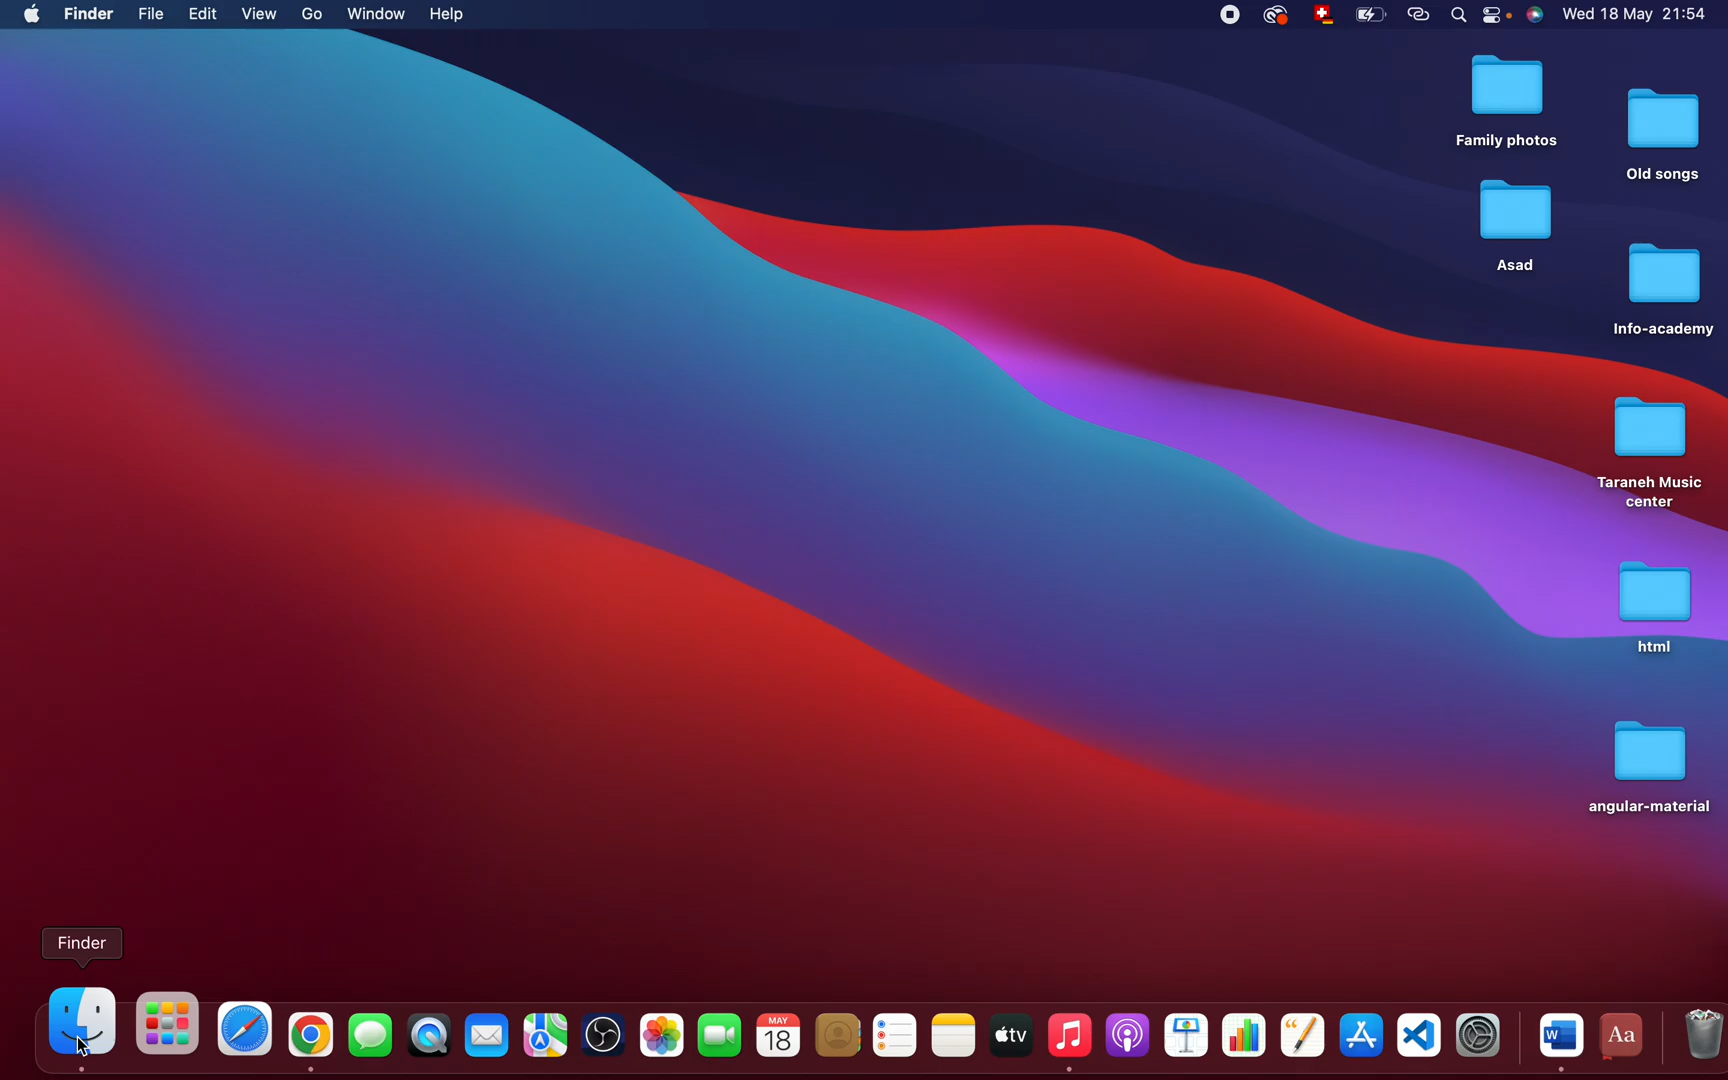 Finder File Edit View Go Window Help Wed 18 May 21:54
Family photos
Old songs
Asad
Info-academy
Taraneh Music
center
html
angular-material
Finder
MAY
18
tv
W
Aa